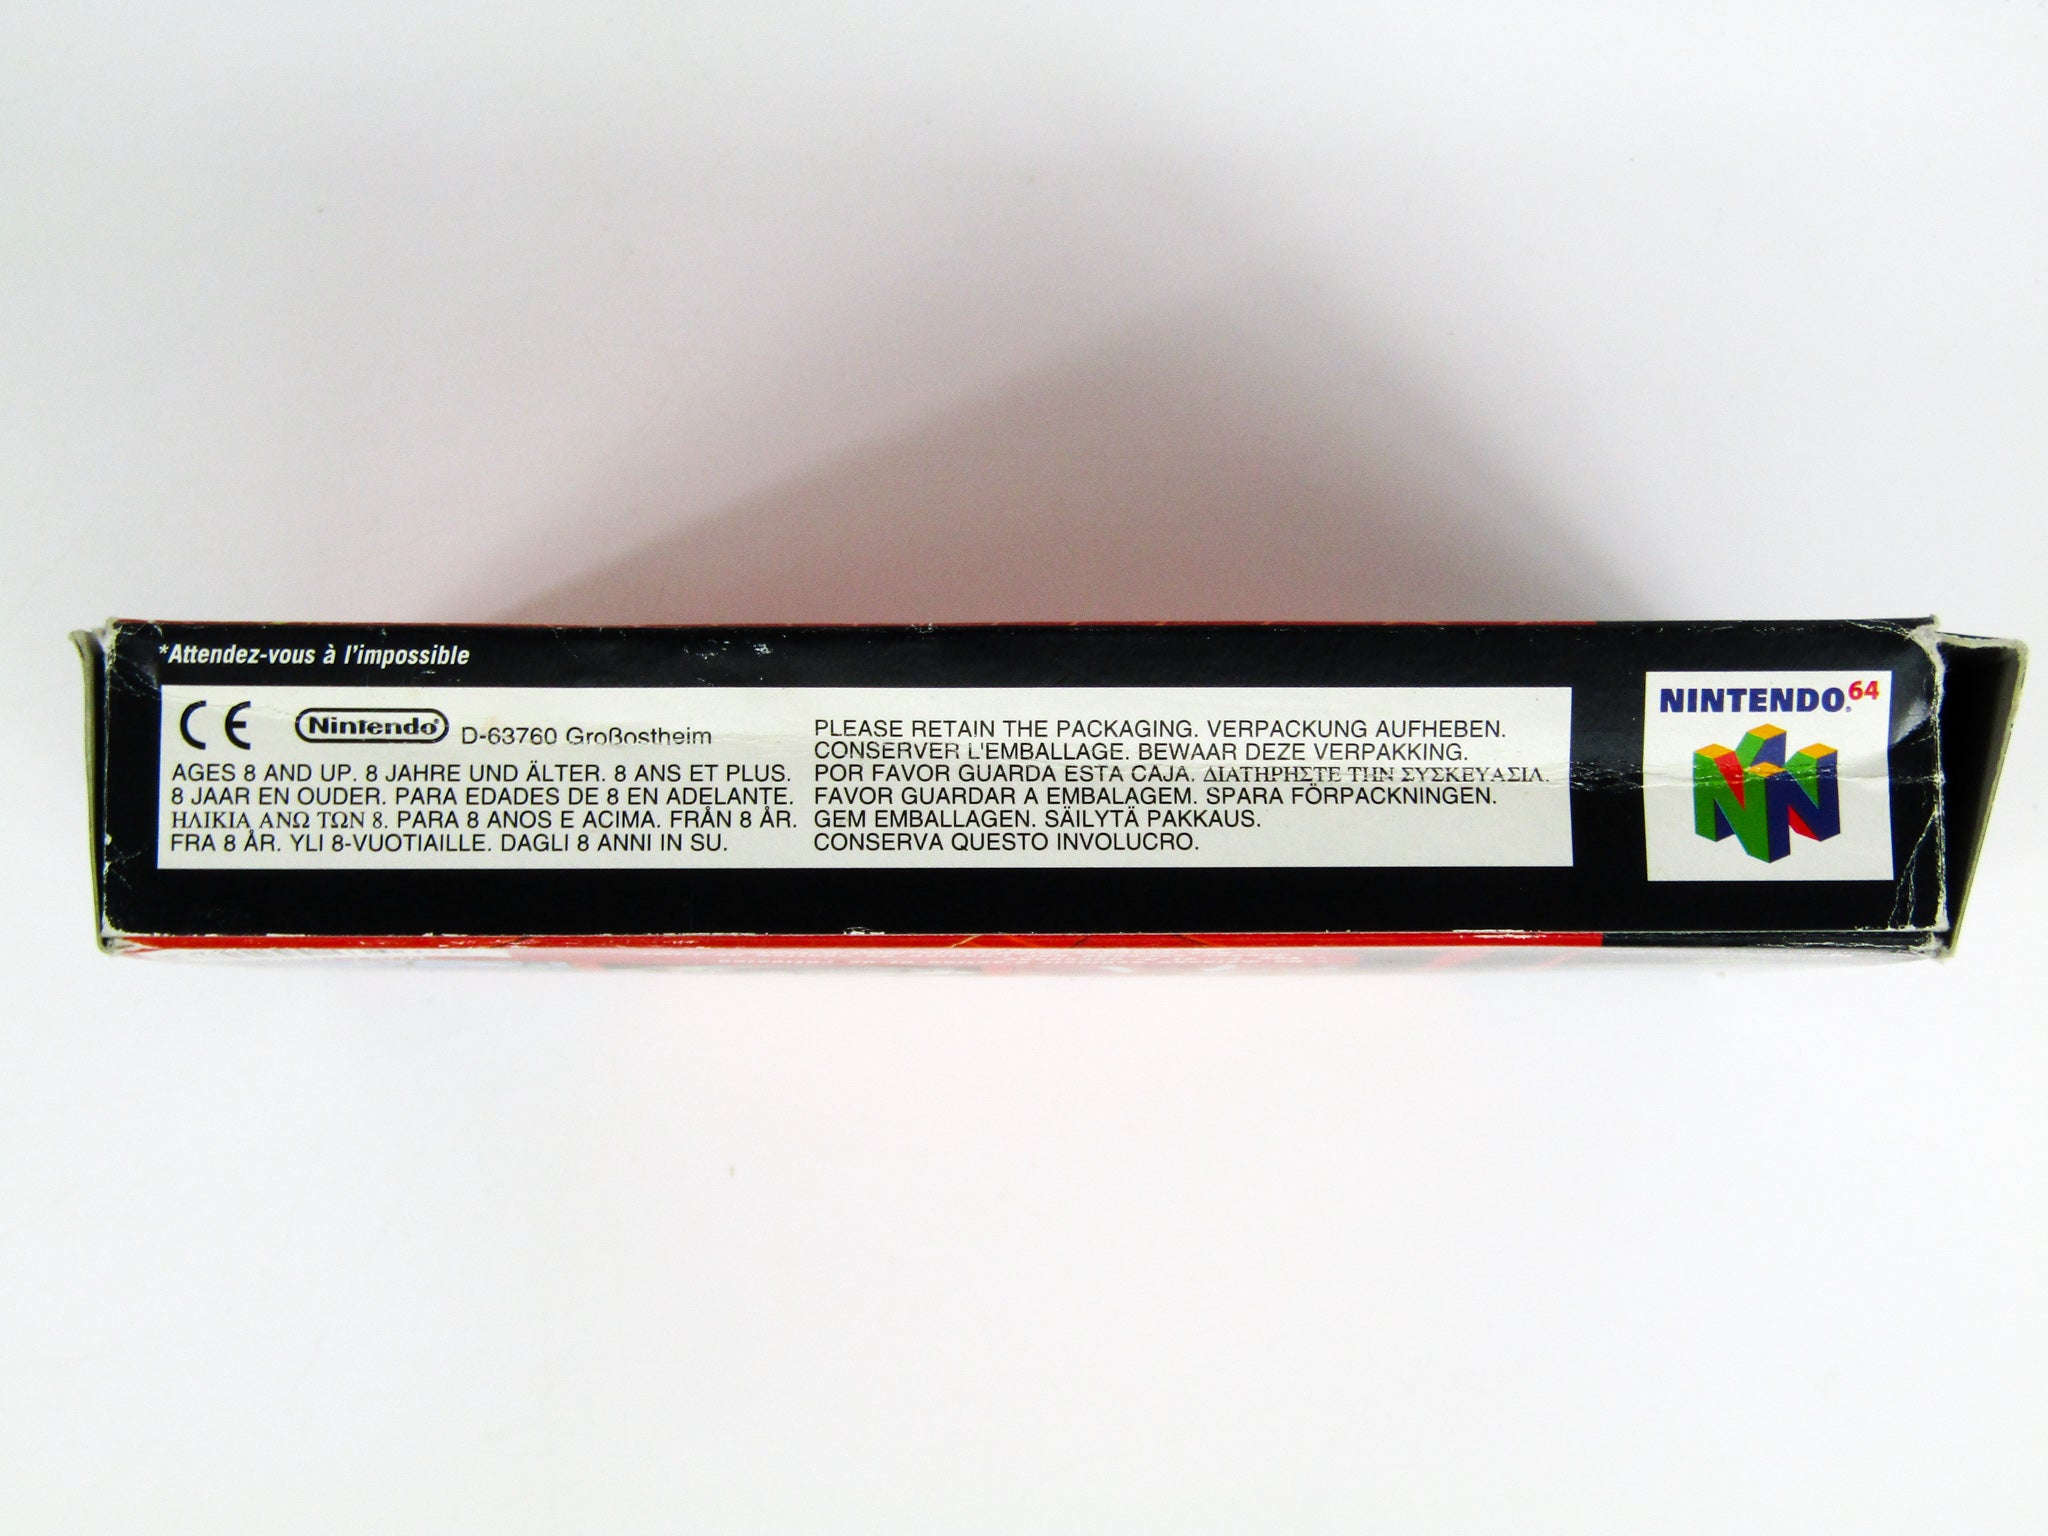 *Attendez-vous à l'impossible
CE Nintendo® D-63760 Großostheim
AGES 8 AND UP. 8 JAHRE UND ÄLTER. 8 ANS ET PLUS.
8 JAAR EN OUDER. PARA EDADES DE 8 EN ADELANTE.
ΗΛΙΚΙΑ ΑΝΩ ΤΩΝ 8. PARA 8 ANOS E ACIMA. FRÅN 8 ÅR.
FRA 8 ÅR. YLI 8-VUOTIAILLE. DAGLI 8 ANNI IN SU.
PLEASE RETAIN THE PACKAGING. VERPACKUNG AUFHEBEN.
CONSERVER L'EMBALLAGE. BEWAAR DEZE VERPAKKING.
POR FAVOR GUARDA ESTA CAJA. ΔΙΑΤΗΡΗΣΤΕ ΤΗΝ ΣΥΣΚΕΥΑΣΙΑ.
FAVOR GUARDAR A EMBALAGEM. SPARA FÖRPACKNINGEN.
GEM EMBALLAGEN. SÄILYTÄ PAKKAUS.
CONSERVA QUESTO INVOLUCRO.
NINTENDO®64